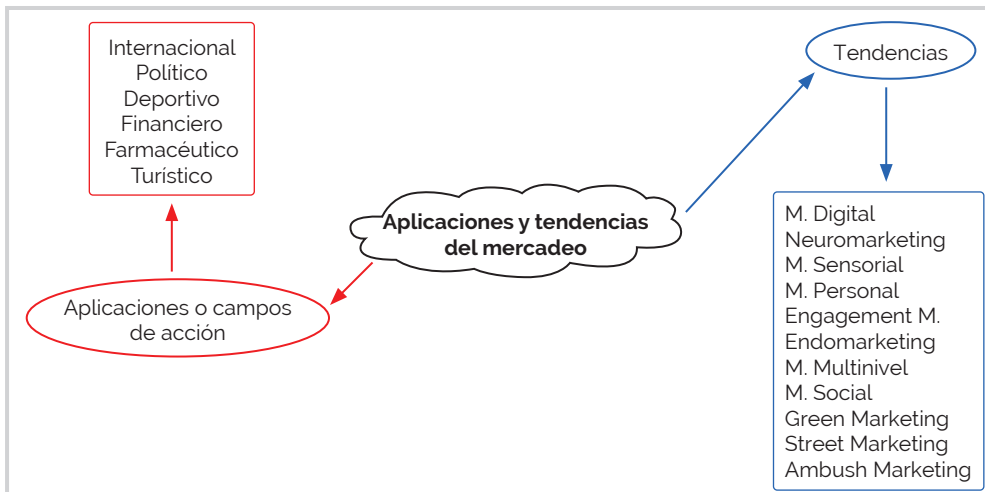 Internacional
Político
Deportivo
Financiero
Farmacéutico
Turístico
Tendencias
Aplicaciones y tendencias
del mercadeo
Aplicaciones o campos
de acción
M. Digital
Neuromarketing
M. Sensorial
M. Personal
Engagement M.
Endomarketing
M. Multinivel
M. Social
Green Marketing
Street Marketing
Ambush Marketing